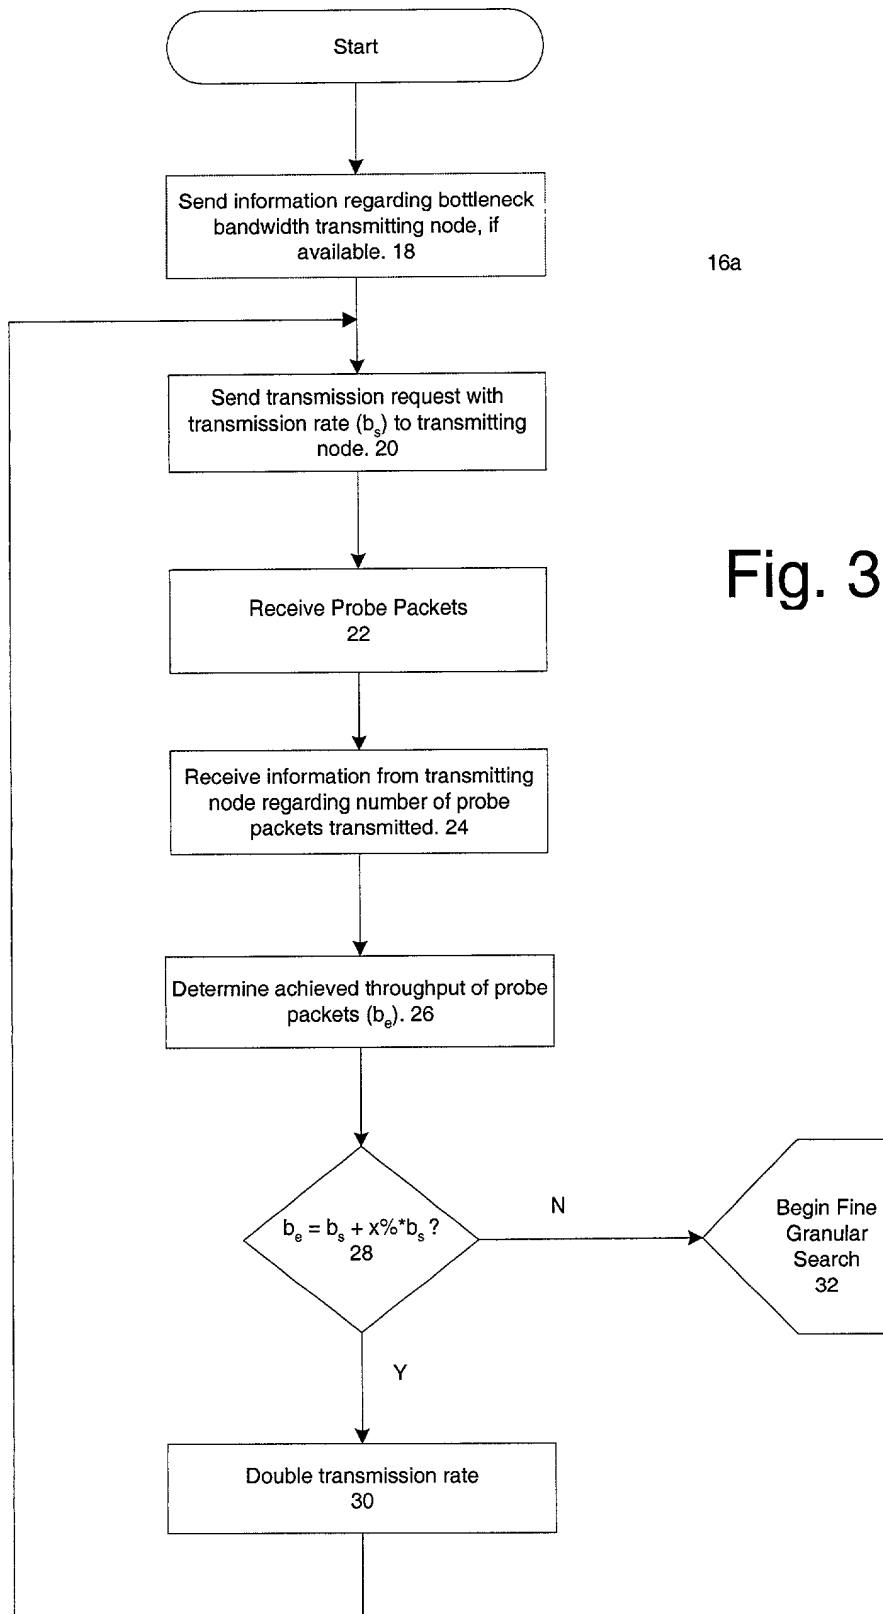 Start
Send information regarding bottleneck
bandwidth transmitting node, if
available. 18
16a
Send transmission request with
transmission rate (bs) to transmitting
node. 20
Fig. 3
Receive Probe Packets
22
Receive information from transmitting
node regarding number of probe
packets transmitted. 24
Determine achieved throughput of probe
packets (be). 26
be = bs + x%*bs ?
28
N
Begin Fine
Granular
Search
32
Y
Double transmission rate
30